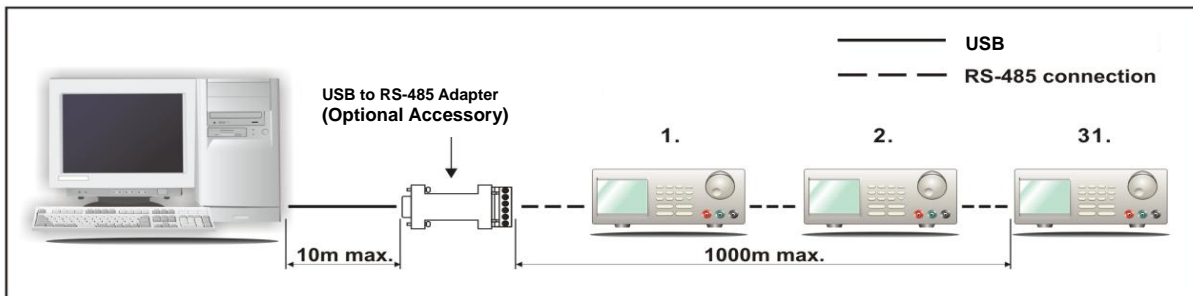 USB
RS-485 connection
USB to RS-485 Adapter
(Optional Accessory)
1.
2.
31.
10m max.
1000m max.